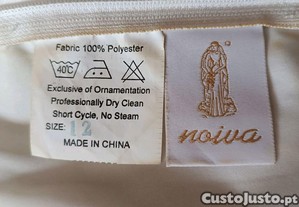 Fabric 100% Polyester
40°C
Exclusive of Ornamentation
Professionally Dry Clean
Short Cycle, No Steam
SIZE: 12
MADE IN CHINA
noiva
CustoJusto.pt